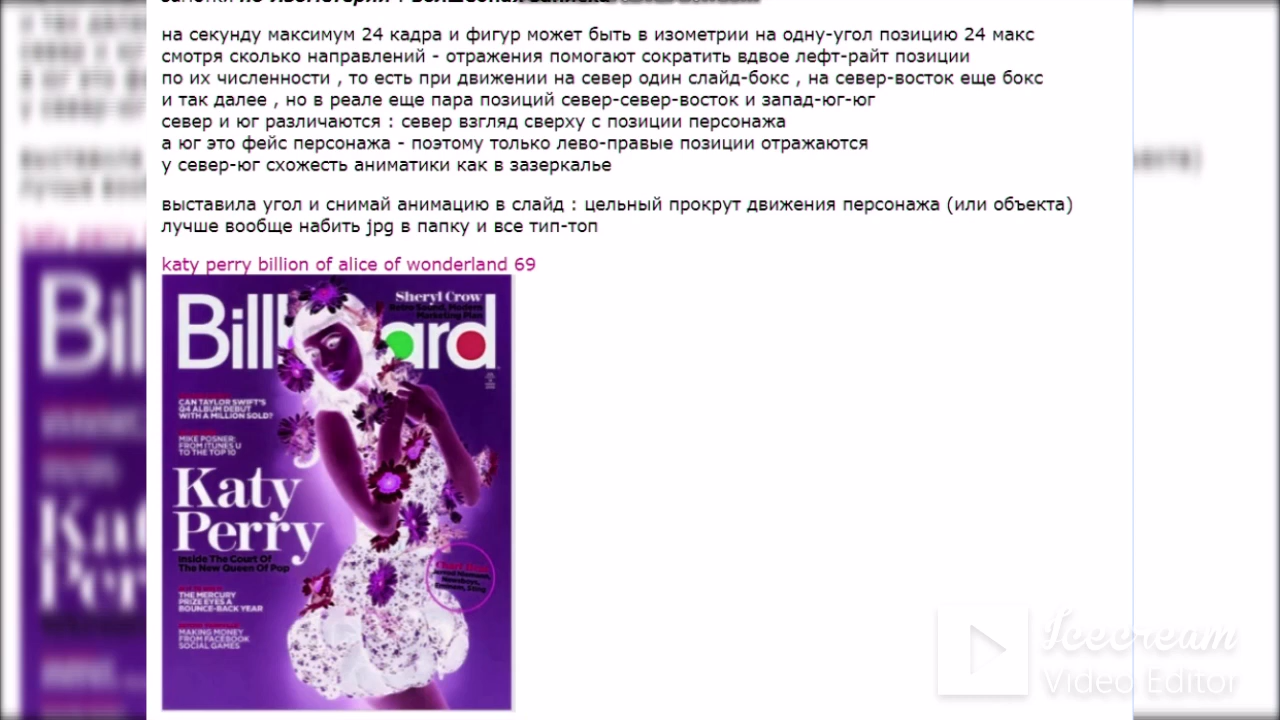 на секунду максимум 24 кадра и фигур может быть в изометрии на одну-угол позицию 24 макс
смотря сколько направлений - отражения помогают сократить вдвое лефт-райт позиции
по их численности , то есть при движении на север один слайд-бокс , на север-восток еще бокс
и так далее , но в реале еще пара позиций север-север-восток и запад-юг-юг
север и юг различаются : север взгляд сверху с позиции персонажа
а юг это фейс персонажа - поэтому только лево-правые позиции отражаются
у север-юг схожесть аниматики как в зазеркалье
выставила угол и снимай анимацию в слайд : цельный прокрут движения персонажа (или объекта)
лучше вообще набить jpg в папку и все тип-топ
katy perry billion of alice of wonderland 69
Sheryl Crow
Retro Sound, Modern
Marketing Plan
Billboard
CAN TAYLOR SWIFT'S
G4 ALBUM DEBUT
WITH A MILLION SOLD?
MIKE POSNER:
FROM ITUNES U
TO THE TOP 10
Katy
Perry
Inside The Court Of
The New Queen Of Pop
THE MERCURY
PRIZE EYES A
BOUNCE-BACK YEAR
MAKING MONEY
FROM FACEBOOK
SOCIAL GAMES
Icecream
Video Editor